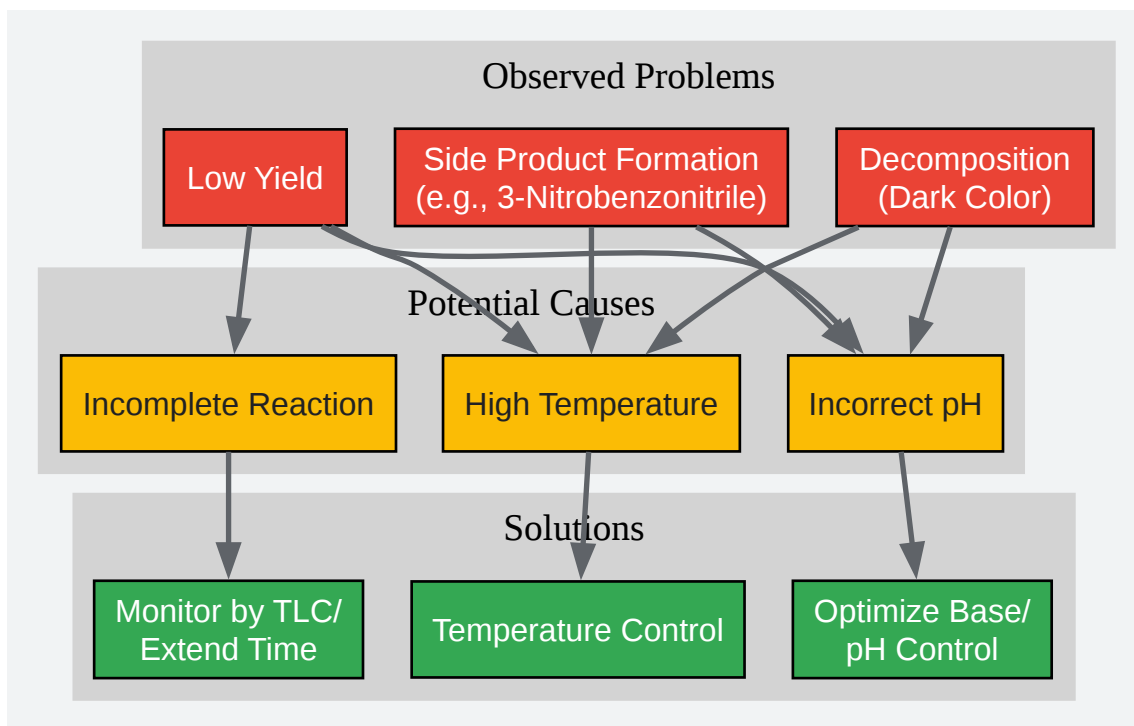 Observed Problems
Low Yield
Side Product Formation
(e.g., 3-Nitrobenzonitrile)
Decomposition
(Dark Color)
Potential Causes
Incomplete Reaction
High Temperature
Incorrect pH
Solutions
Monitor by TLC/
Extend Time
Temperature Control
Optimize Base/
pH Control